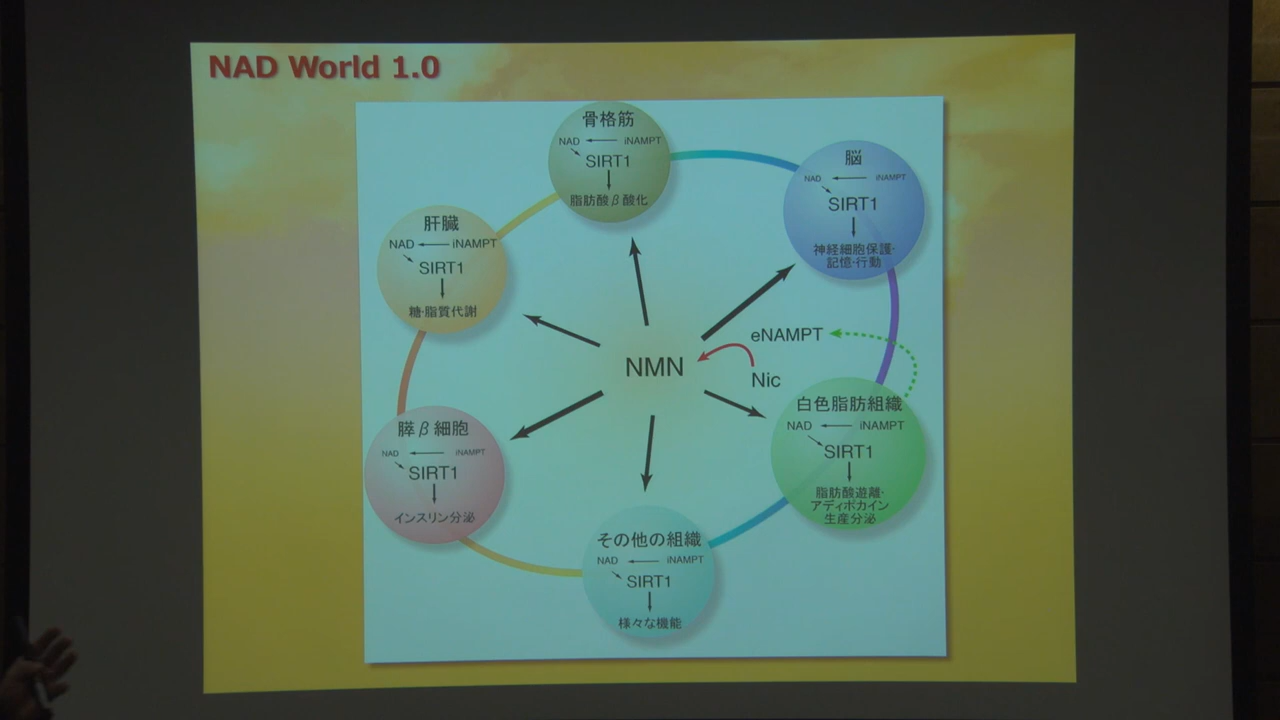 NAD World 1.0
骨格筋
NAD ← iNAMPT
SIRT1
脂肪酸β酸化
脳
NAD ← iNAMPT
SIRT1
神経細胞保護·
記憶·行動
肝臓
NAD ← iNAMPT
SIRT1
糖·脂質代謝
eNAMPT
NMN
Nic
白色脂肪組織
NAD ← iNAMPT
SIRT1
脂肪酸遊離·
アディポカイン
生産分泌
膵β細胞
NAD ← iNAMPT
SIRT1
インスリン分泌
その他の組織
NAD ← iNAMPT
SIRT1
様々な機能